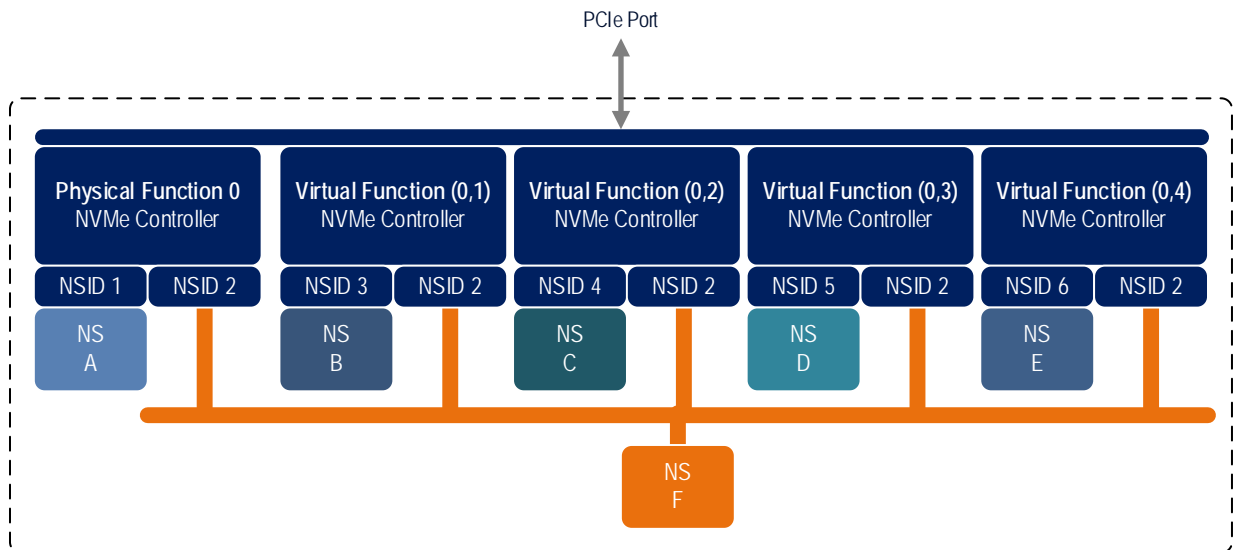 PCIe Port
Physical Function 0
NVMe Controller
Virtual Function (0,1)
NVMe Controller
Virtual Function (0,2)
NVMe Controller
Virtual Function (0,3)
NVMe Controller
Virtual Function (0,4)
NVMe Controller
NSID 1
NSID 2
NSID 3
NSID 2
NSID 4
NSID 2
NSID 5
NSID 2
NSID 6
NSID 2
NS
A
NS
B
NS
C
NS
D
NS
E
NS
F